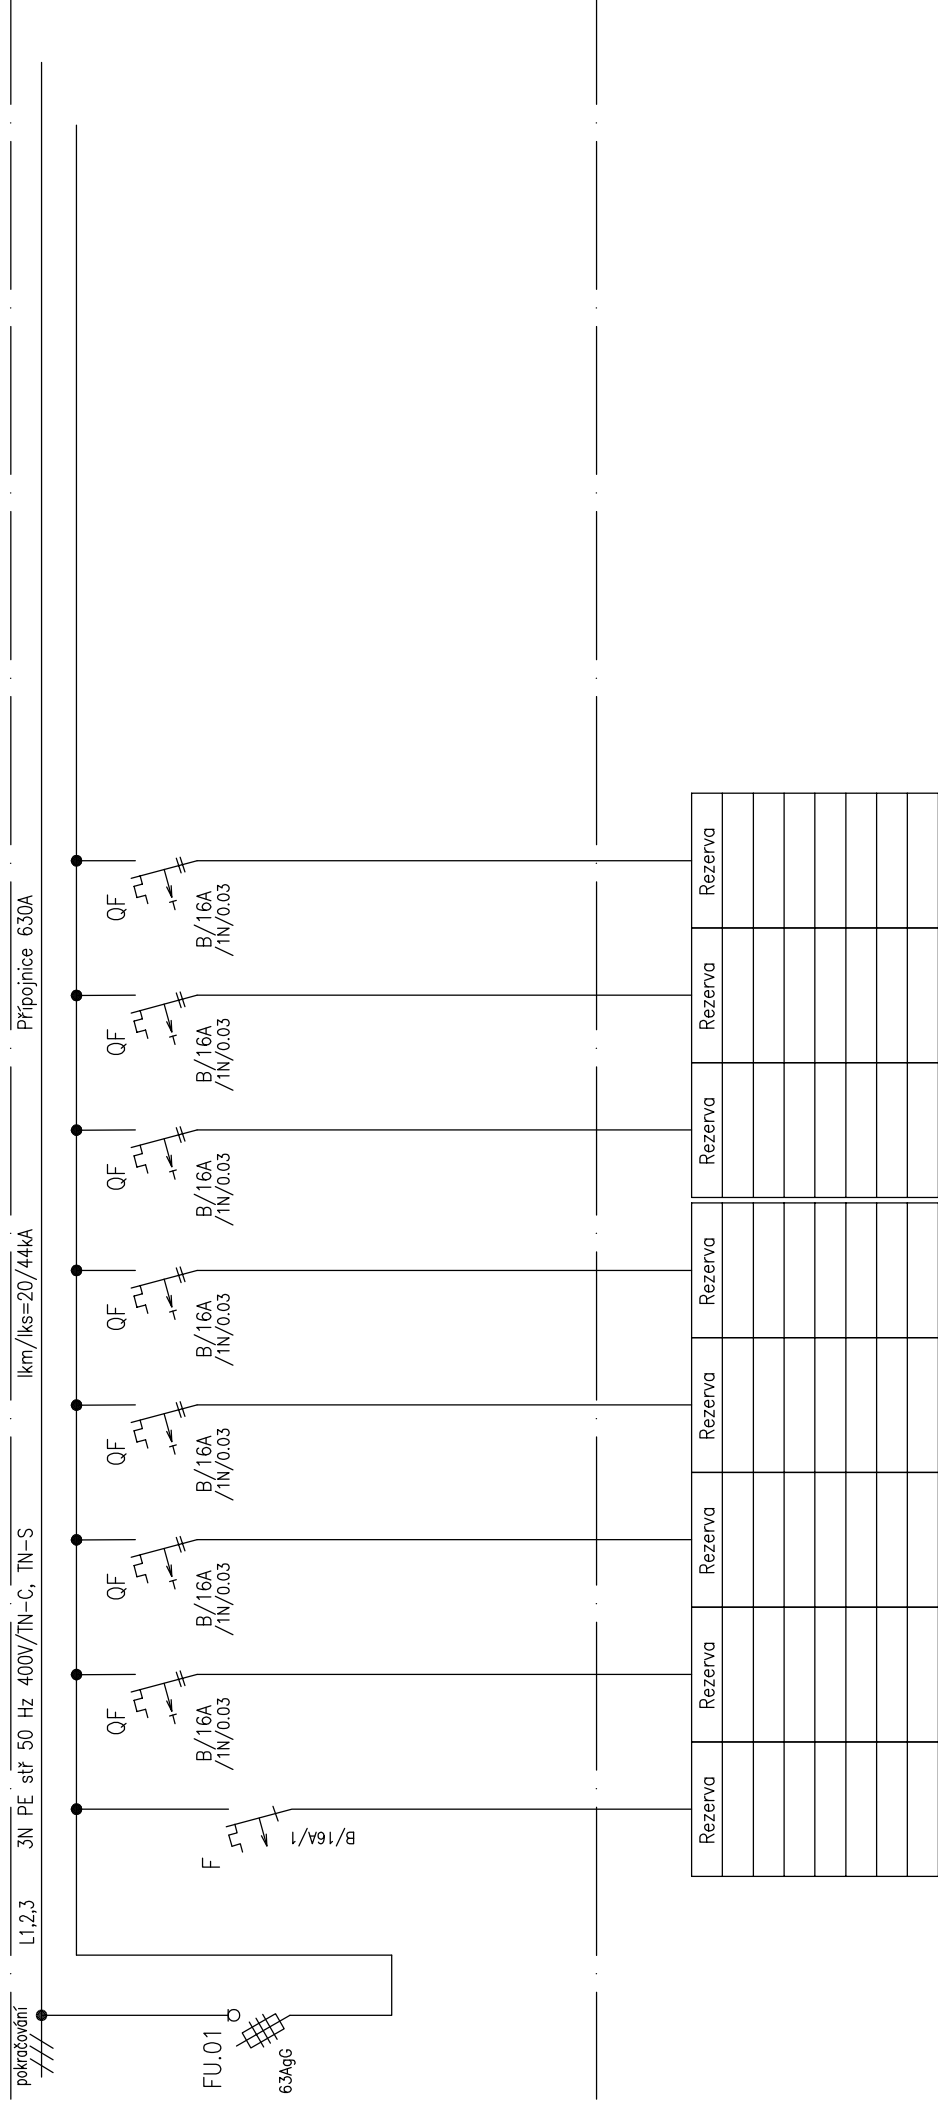 pokračování
L1,2,3
3N PE stř 50 Hz 400V/TN-C, TN-S
Ikm/Iks=20/44kA
Přípojnice 630A
FU.01
63AgG
F
B/16A/1
QF
B/16A
/1N/0.03
QF
B/16A
/1N/0.03
QF
B/16A
/1N/0.03
QF
B/16A
/1N/0.03
QF
B/16A
/1N/0.03
QF
B/16A
/1N/0.03
QF
B/16A
/1N/0.03
Rezerva
Rezerva
Rezerva
Rezerva
Rezerva
Rezerva
Rezerva
Rezerva